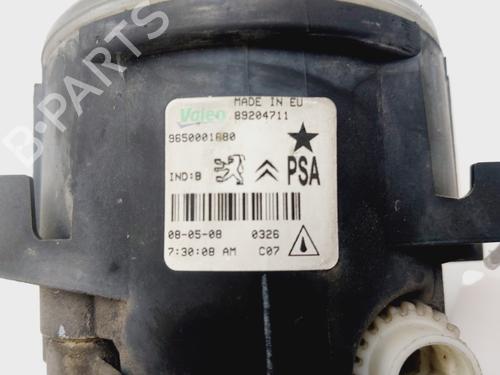 Valeo
MADE IN EU
89204711
9650001680
IND:B
PSA
08-05-08 0326
7:30:08 AM C07
B-PARTS